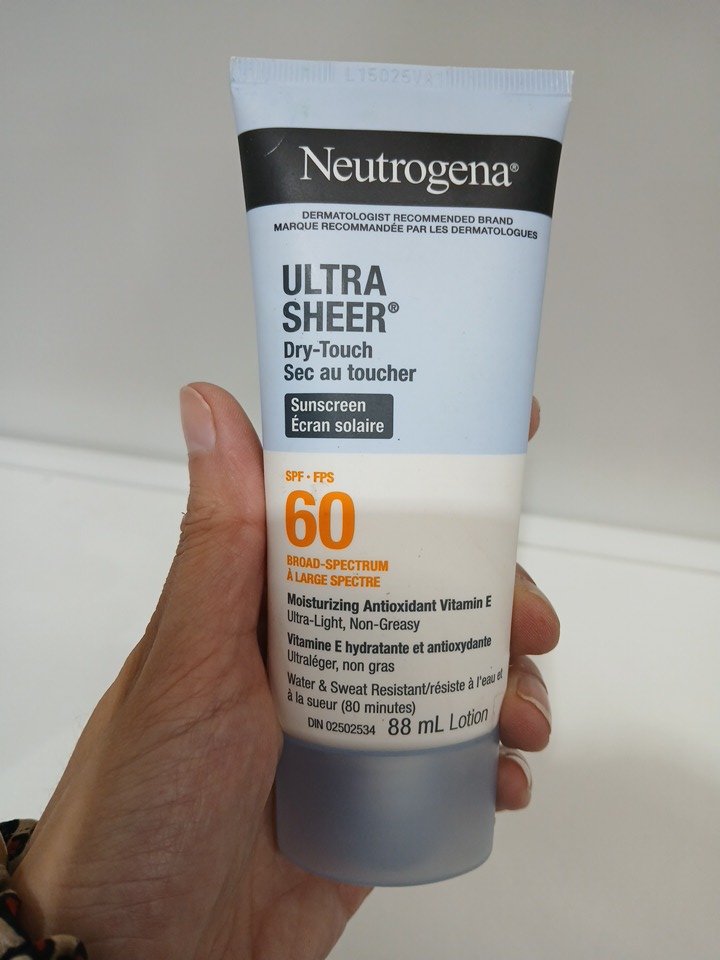 L15025VA1
Neutrogena®
DERMATOLOGIST RECOMMENDED BRAND
MARQUE RECOMMANDÉE PAR LES DERMATOLOGUES
ULTRA
SHEER®
Dry-Touch
Sec au toucher
Sunscreen
Écran solaire
SPF • FPS
60
BROAD-SPECTRUM
À LARGE SPECTRE
Moisturizing Antioxidant Vitamin E
Ultra-Light, Non-Greasy
Vitamine E hydratante et antioxydante
Ultraléger, non gras
Water & Sweat Resistant/résiste à l'eau et
à la sueur (80 minutes)
DIN 02502534 88 mL Lotion